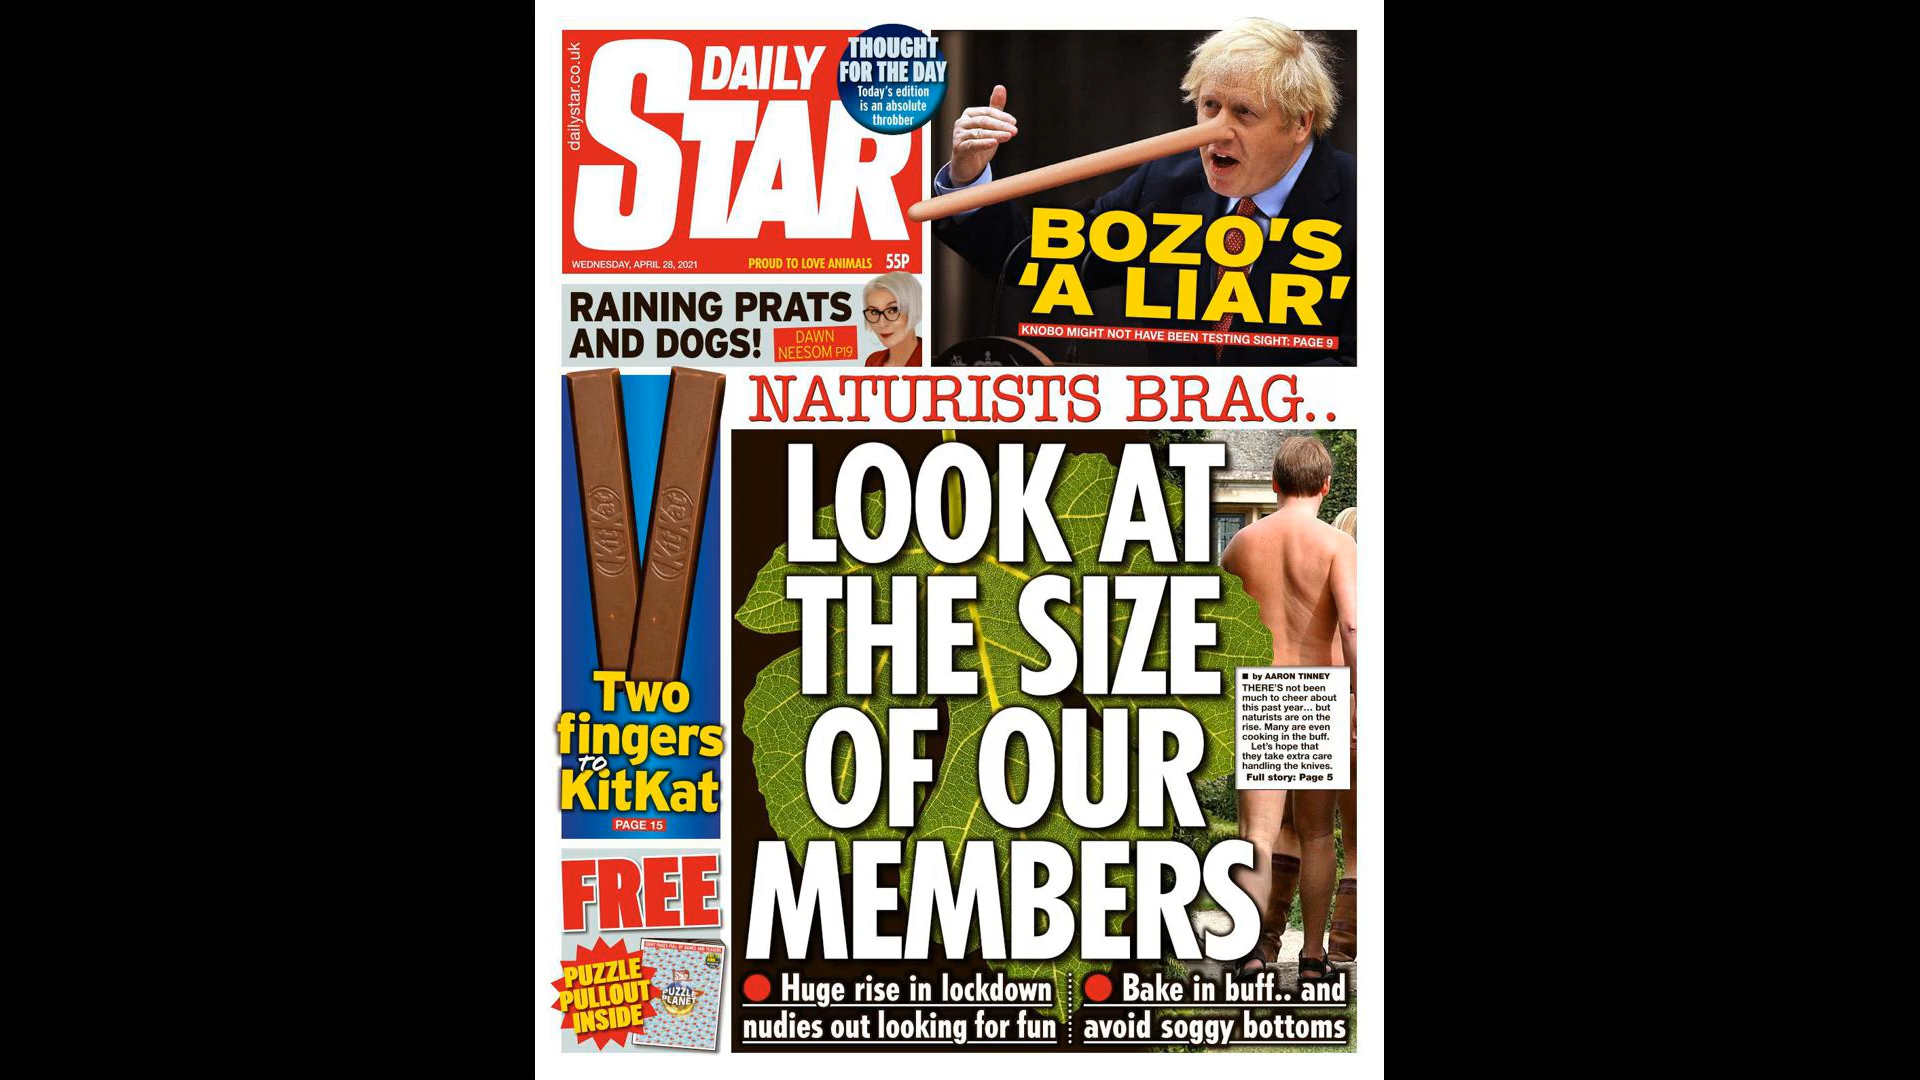 dailystar.co.uk
DAILY
STAR
THOUGHT
FOR THE DAY
Today's edition
is an absolute
throbber
WEDNESDAY, APRIL 28, 2021
PROUD TO LOVE ANIMALS 55P
BOZO'S
'A LIAR'
KNOBO MIGHT NOT HAVE BEEN TESTING SIGHT: PAGE 9
RAINING PRATS
AND DOGS!
DAWN
NEESOM P19
KitKat
KitKat
Two
fingers
to
KitKat
PAGE 15
FREE
PUZZLE
PULLOUT
INSIDE
Star
PUZZLE
PLANET
NATURISTS BRAG..
LOOK AT
THE SIZE
OF OUR
MEMBERS
■ by AARON TINNEY
THERE'S not been
much to cheer about
this past year... but
naturists are on the
rise. Many are even
cooking in the buff.
Let's hope that
they take extra care
handling the knives.
Full story: Page 5
● Huge rise in lockdown
nudies out looking for fun
● Bake in buff.. and
avoid soggy bottoms